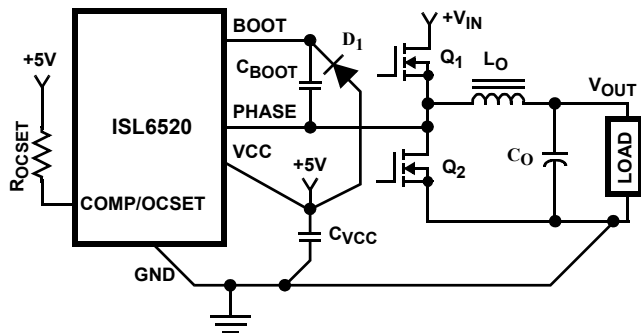 +VIN
BOOT
D1
Q1
LO
+5V
CBOOT
VOUT
ISL6520
PHASE
VCC
ROCSET
+5V
Q2
CO
LOAD
COMP/OCSET
CVCC
GND